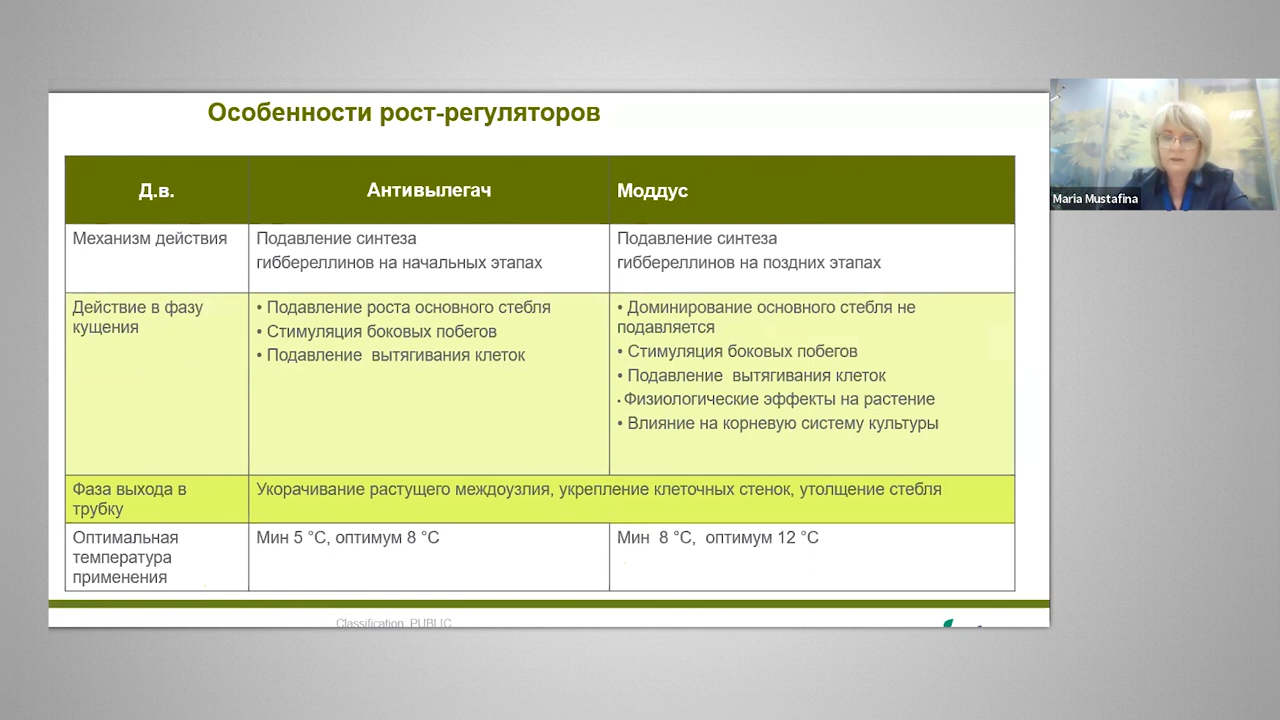 Особенности рост-регуляторов
Д.в.
Антивылегач
Моддус
Механизм действия
Подавление синтеза
гиббереллинов на начальных этапах
Подавление синтеза
гиббереллинов на поздних этапах
Действие в фазу
кущения
• Подавление роста основного стебля
• Стимуляция боковых побегов
• Подавление вытягивания клеток
• Доминирование основного стебля не
подавляется
• Стимуляция боковых побегов
• Подавление вытягивания клеток
• Физиологические эффекты на растение
• Влияние на корневую систему культуры
Фаза выхода в
трубку
Укорачивание растущего междоузлия, укрепление клеточных стенок, утолщение стебля
Оптимальная
температура
применения
Мин 5 °C, оптимум 8 °C
Мин 8 °C, оптимум 12 °C
Classification: PUBLIC
Maria Mustafina